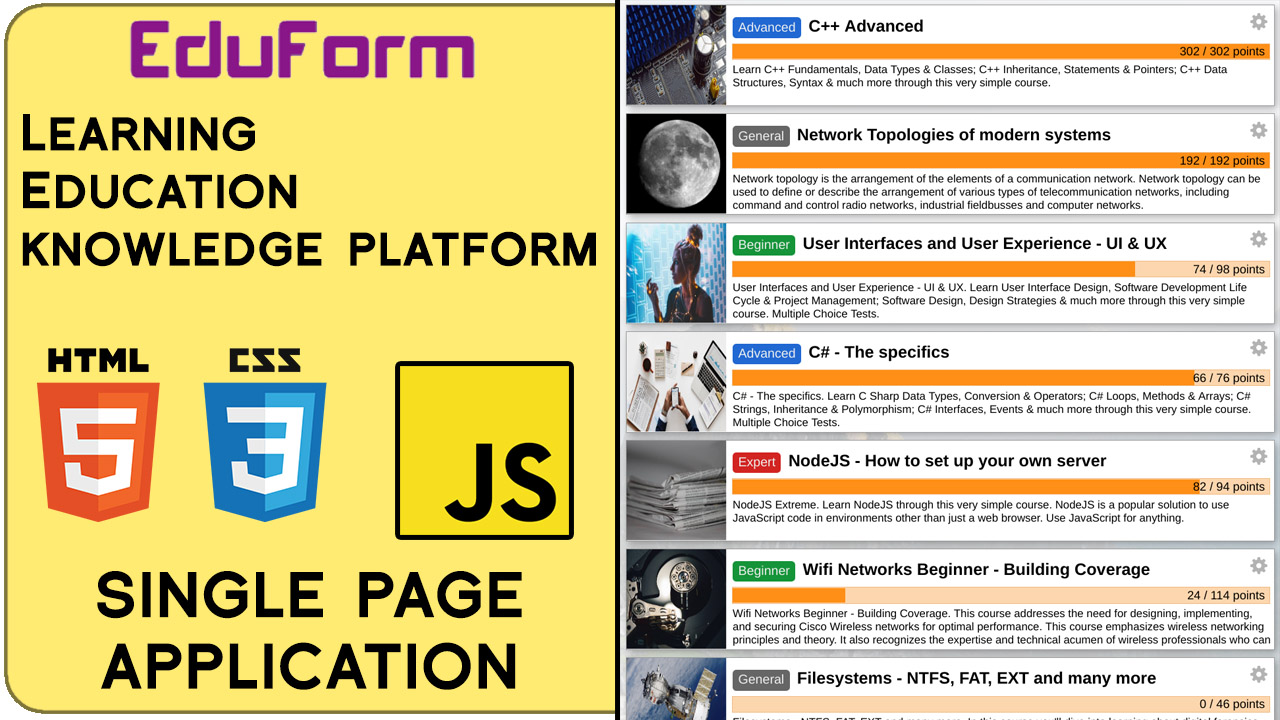 EduForm
LEARNING
EDUCATION
KNOWLEDGE PLATFORM
HTML
5
CSS
3
JS
SINGLE PAGE
APPLICATION
Advanced C++ Advanced
302 / 302 points
Learn C++ Fundamentals, Data Types & Classes; C++ Inheritance, Statements & Pointers; C++ Data
Structures, Syntax & much more through this very simple course.
General Network Topologies of modern systems
192 / 192 points
Network topology is the arrangement of the elements of a communication network. Network topology can be
used to define or describe the arrangement of various types of telecommunication networks, including
command and control radio networks, industrial fieldbusses and computer networks.
Beginner User Interfaces and User Experience - UI & UX
74 / 98 points
User Interfaces and User Experience - UI & UX. Learn User Interface Design, Software Development Life
Cycle & Project Management; Software Design, Design Strategies & much more through this very simple
course. Multiple Choice Tests.
Advanced C# - The specifics
66 / 76 points
C# - The specifics. Learn C Sharp Data Types, Conversion & Operators; C# Loops, Methods & Arrays; C#
Strings, Inheritance & Polymorphism; C# Interfaces, Events & much more through this very simple course.
Multiple Choice Tests.
Expert NodeJS - How to set up your own server
82 / 94 points
NodeJS Extreme. Learn NodeJS through this very simple course. NodeJS is a popular solution to use
JavaScript code in environments other than just a web browser. Use JavaScript for anything.
Beginner Wifi Networks Beginner - Building Coverage
24 / 114 points
Wifi Networks Beginner - Building Coverage. This course addresses the need for designing, implementing,
and securing Cisco Wireless networks for optimal performance. This course emphasizes wireless networking
principles and theory. It also recognizes the expertise and technical acumen of wireless professionals who can
General Filesystems - NTFS, FAT, EXT and many more
0 / 46 points